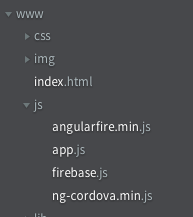 www
css
img
index.html
js
angularfire.min.js
app.js
firebase.js
ng-cordova.min.js